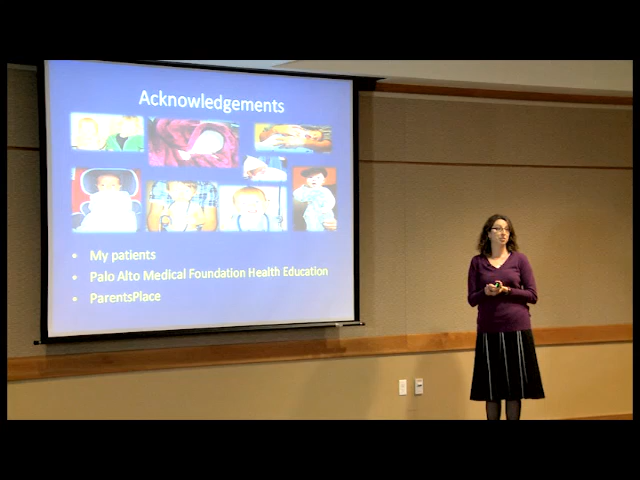 Acknowledgements
• My patients
• Palo Alto Medical Foundation Health Education
• ParentsPlace